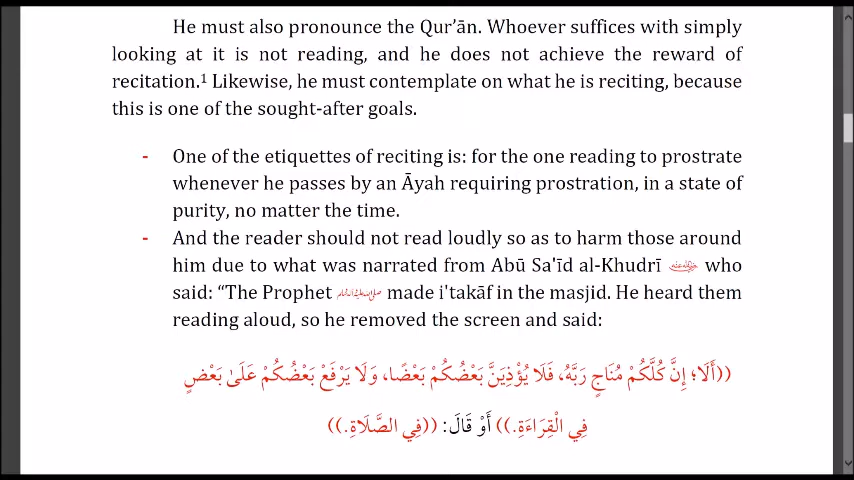 He must also pronounce the Qur’ān. Whoever suffices with simply
looking at it is not reading, and he does not achieve the reward of
recitation.¹ Likewise, he must contemplate on what he is reciting, because
this is one of the sought-after goals.
- One of the etiquettes of reciting is: for the one reading to prostrate
whenever he passes by an Āyah requiring prostration, in a state of
purity, no matter the time.
- And the reader should not read loudly so as to harm those around
him due to what was narrated from Abū Sa'īd al-Khudrī who
said: “The Prophet made i'takāf in the masjid. He heard them
reading aloud, so he removed the screen and said:
((أَلَا؛ إِنَّ كُلَّكُمْ مُنَاجٍ رَبَّهُ، فَلَا يُؤْذِيَنَّ بَعْضُكُمْ بَعْضًا، وَلَا يَرْفَعْ بَعْضُكُمْ عَلَىٰ بَعْضٍ
فِي الْقِرَاءَةِ.)) أَوْ قَالَ: ((فِي الصَّلَاةِ.))